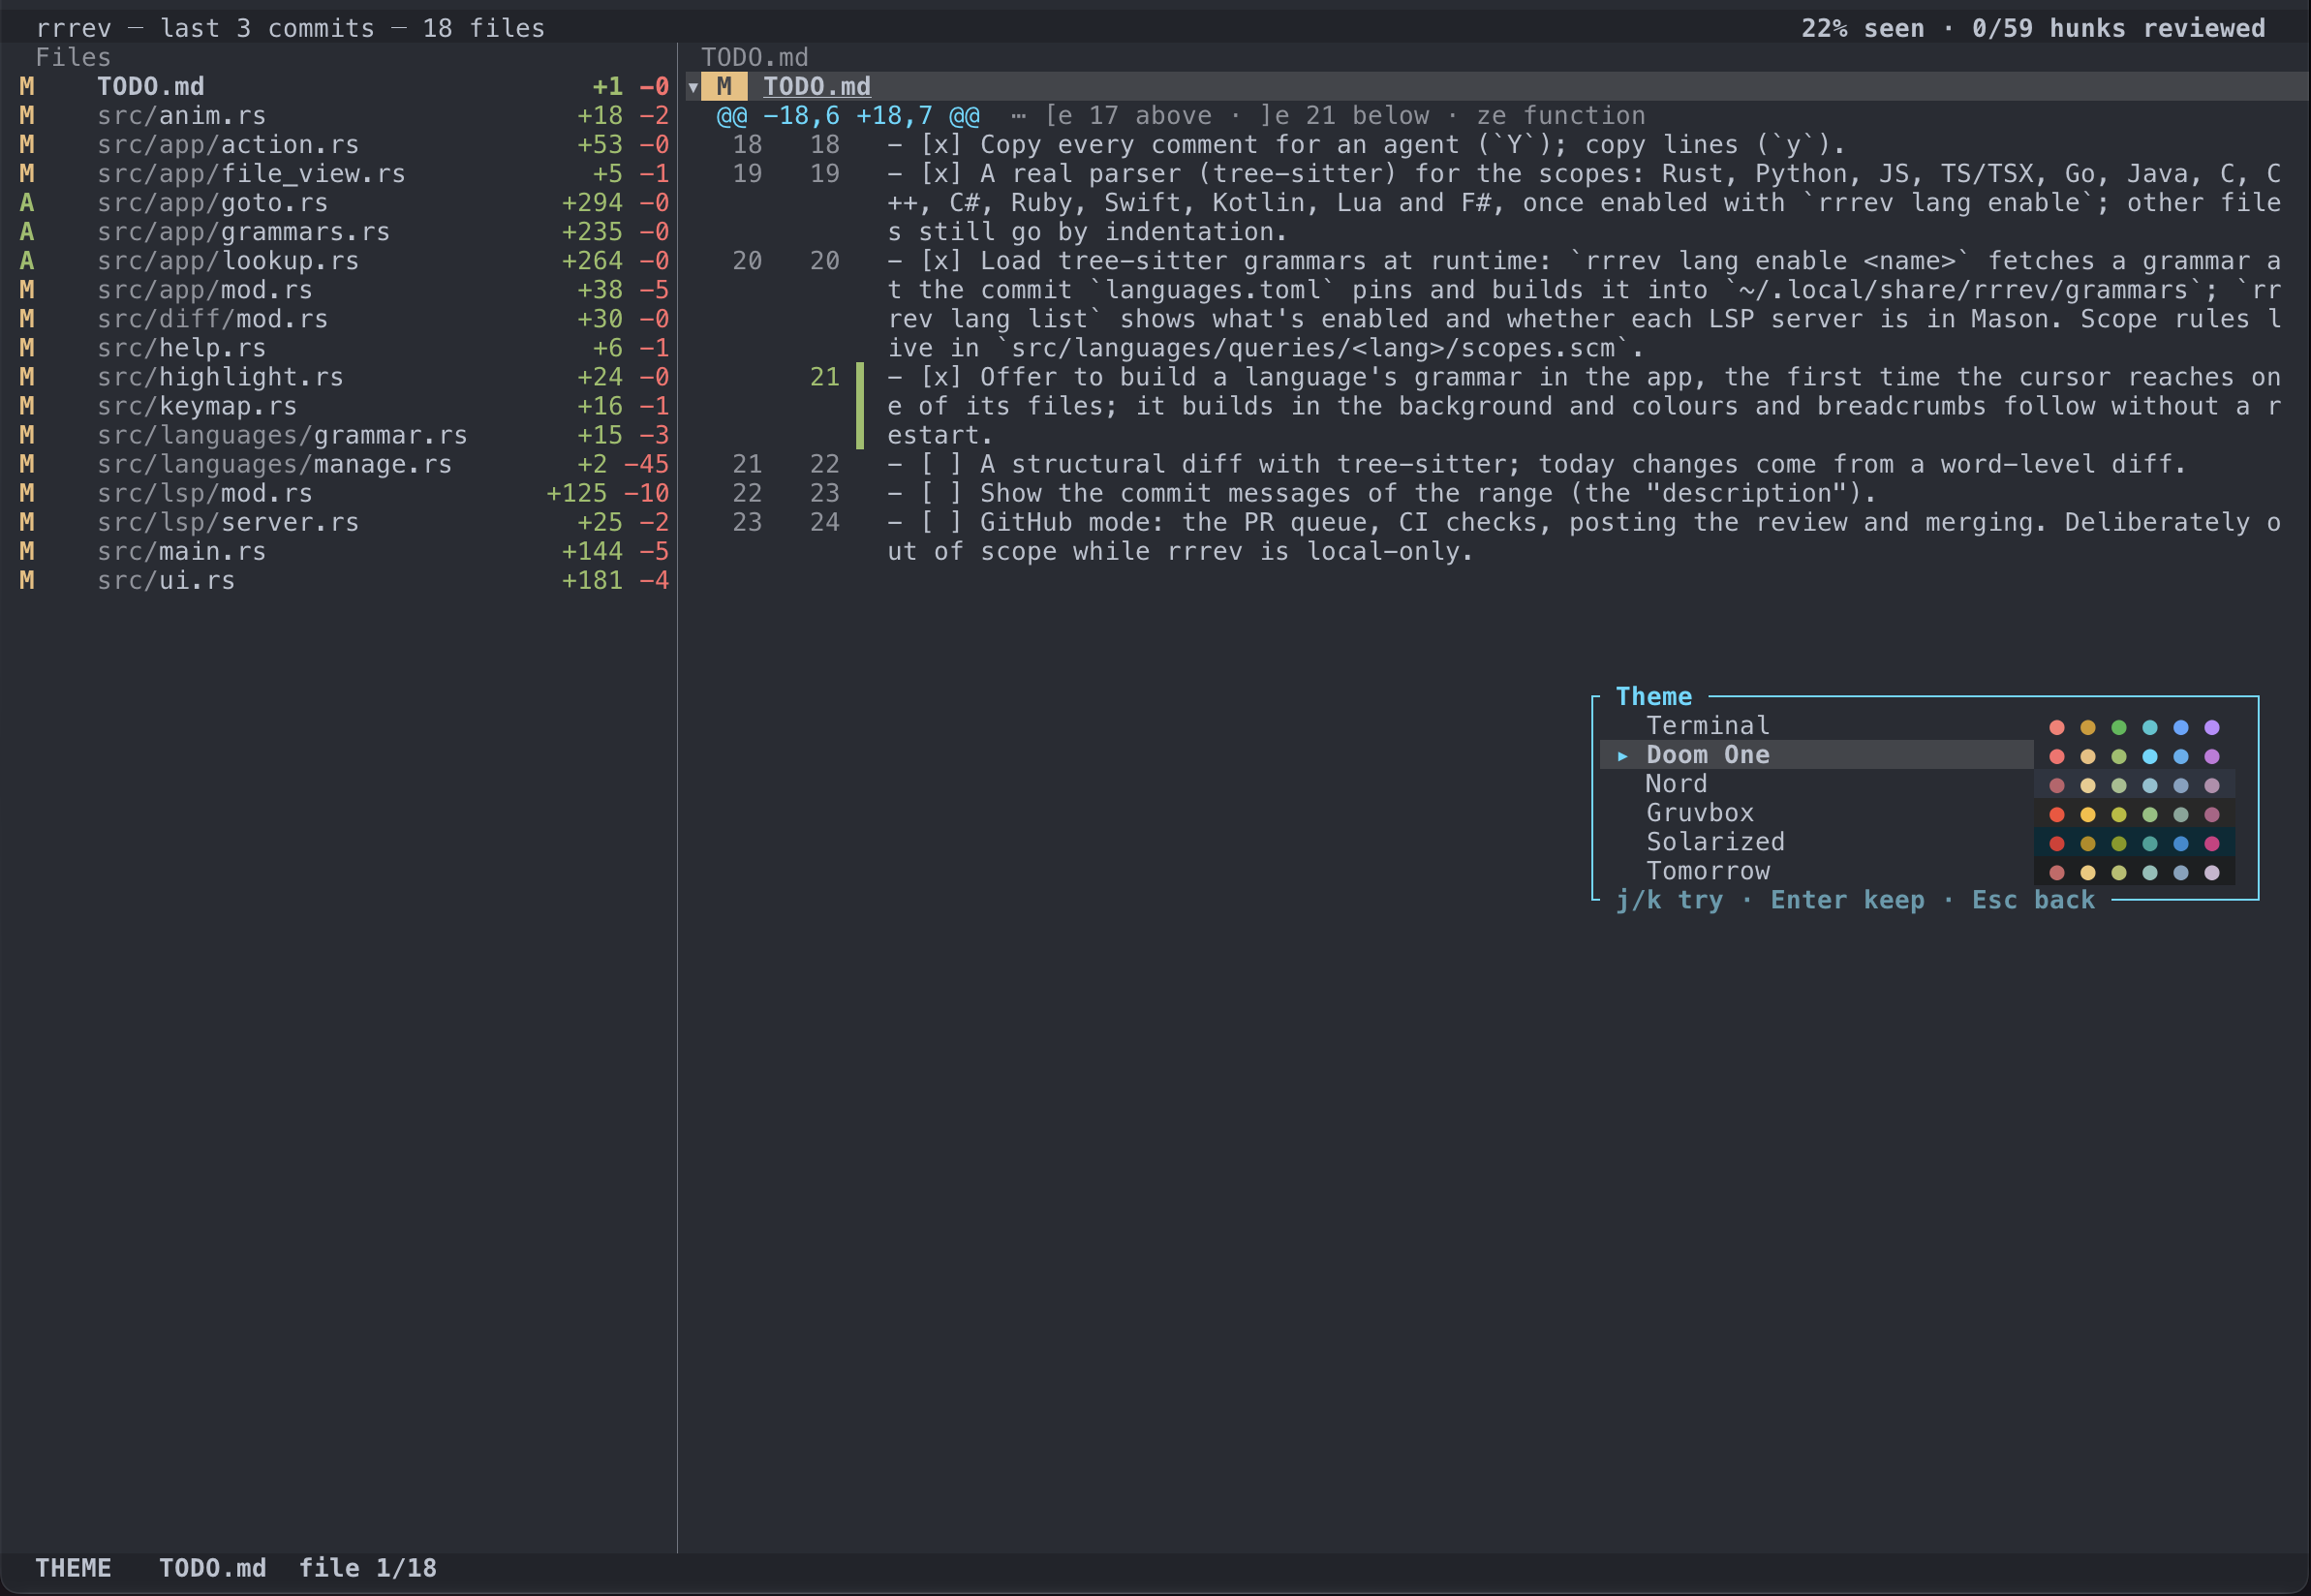 rrrev — last 3 commits — 18 files
22% seen · 0/59 hunks reviewed
Files
M TODO.md +1 −0
M src/anim.rs +18 −2
M src/app/action.rs +53 −0
M src/app/file_view.rs +5 −1
A src/app/goto.rs +294 −0
A src/app/grammars.rs +235 −0
A src/app/lookup.rs +264 −0
M src/app/mod.rs +38 −5
M src/diff/mod.rs +30 −0
M src/help.rs +6 −1
M src/highlight.rs +24 −0
M src/keymap.rs +16 −1
M src/languages/grammar.rs +15 −3
M src/languages/manage.rs +2 −45
M src/lsp/mod.rs +125 −10
M src/lsp/server.rs +25 −2
M src/main.rs +144 −5
M src/ui.rs +181 −4
TODO.md
▾ M TODO.md
@@ −18,6 +18,7 @@ ⋯ [e 17 above · ]e 21 below · ze function
18 18 − [x] Copy every comment for an agent (`Y`); copy lines (`y`).
19 19 − [x] A real parser (tree−sitter) for the scopes: Rust, Python, JS, TS/TSX, Go, Java, C, C
++, C#, Ruby, Swift, Kotlin, Lua and F#, once enabled with `rrrev lang enable`; other file
s still go by indentation.
20 20 − [x] Load tree−sitter grammars at runtime: `rrrev lang enable <name>` fetches a grammar a
t the commit `languages.toml` pins and builds it into `~/.local/share/rrrev/grammars`; `rr
rev lang list` shows what's enabled and whether each LSP server is in Mason. Scope rules l
ive in `src/languages/queries/<lang>/scopes.scm`.
21 − [x] Offer to build a language's grammar in the app, the first time the cursor reaches on
e of its files; it builds in the background and colours and breadcrumbs follow without a r
estart.
21 22 − [ ] A structural diff with tree−sitter; today changes come from a word−level diff.
22 23 − [ ] Show the commit messages of the range (the "description").
23 24 − [ ] GitHub mode: the PR queue, CI checks, posting the review and merging. Deliberately o
ut of scope while rrrev is local−only.
Theme
Terminal
▸ Doom One
Nord
Gruvbox
Solarized
Tomorrow
j/k try · Enter keep · Esc back
THEME TODO.md file 1/18